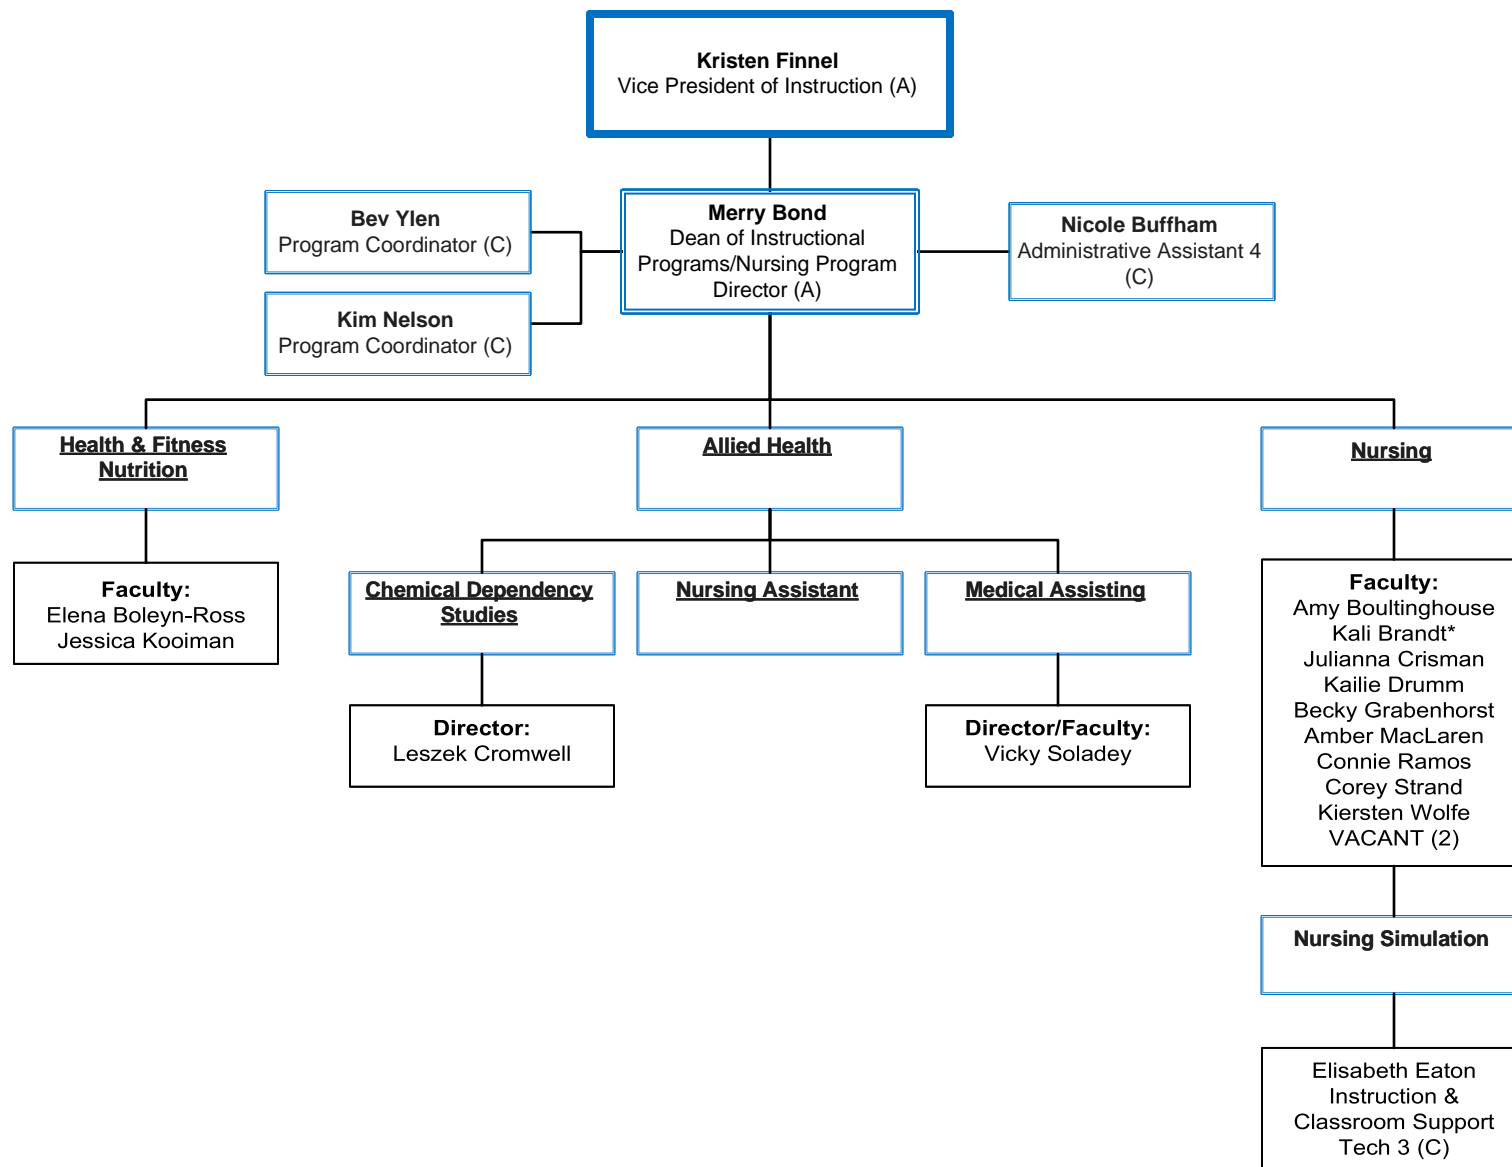 Kristen Finnel
Vice President of Instruction (A)
Bev Ylen
Program Coordinator (C)
Kim Nelson
Program Coordinator (C)
Merry Bond
Dean of Instructional
Programs/Nursing Program
Director (A)
Nicole Buffham
Administrative Assistant 4
(C)
Health & Fitness
Nutrition
Faculty:
Elena Boleyn-Ross
Jessica Kooiman
Allied Health
Chemical Dependency
Studies
Director:
Leszek Cromwell
Nursing Assistant
Medical Assisting
Director/Faculty:
Vicky Soladey
Nursing
Faculty:
Amy Boultinghouse
Kali Brandt*
Julianna Crisman
Kailie Drumm
Becky Grabenhorst
Amber MacLaren
Connie Ramos
Corey Strand
Kiersten Wolfe
VACANT (2)
Nursing Simulation
Elisabeth Eaton
Instruction &
Classroom Support
Tech 3 (C)